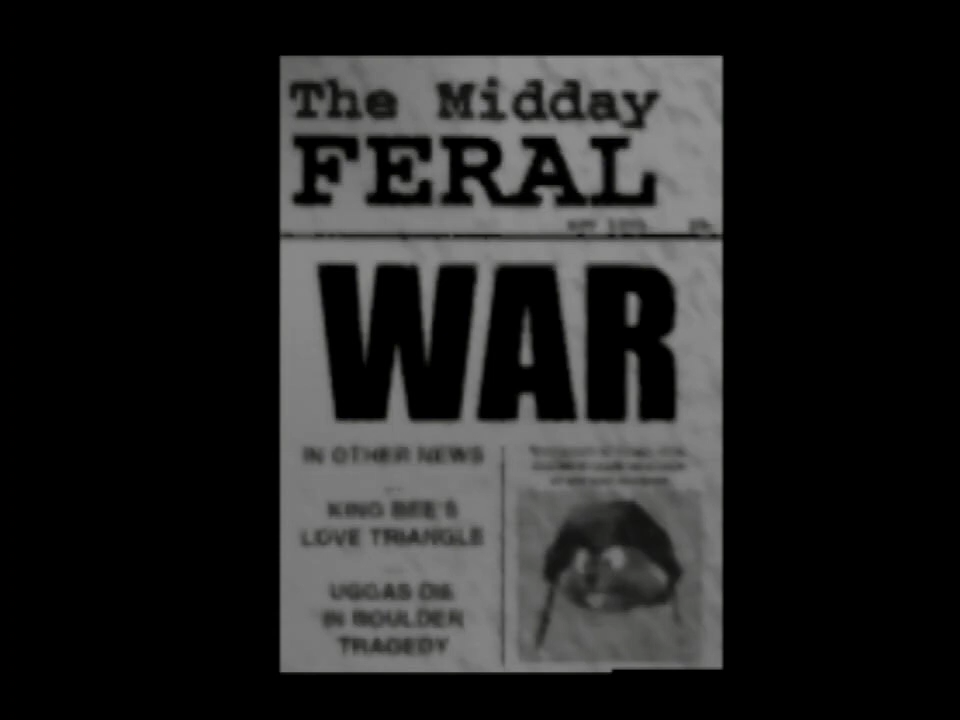 The Midday
FERAL
WAR
IN OTHER NEWS
KING BEE'S
LOVE TRIANGLE
UGGAS DIE
IN BOULDER
TRAGEDY